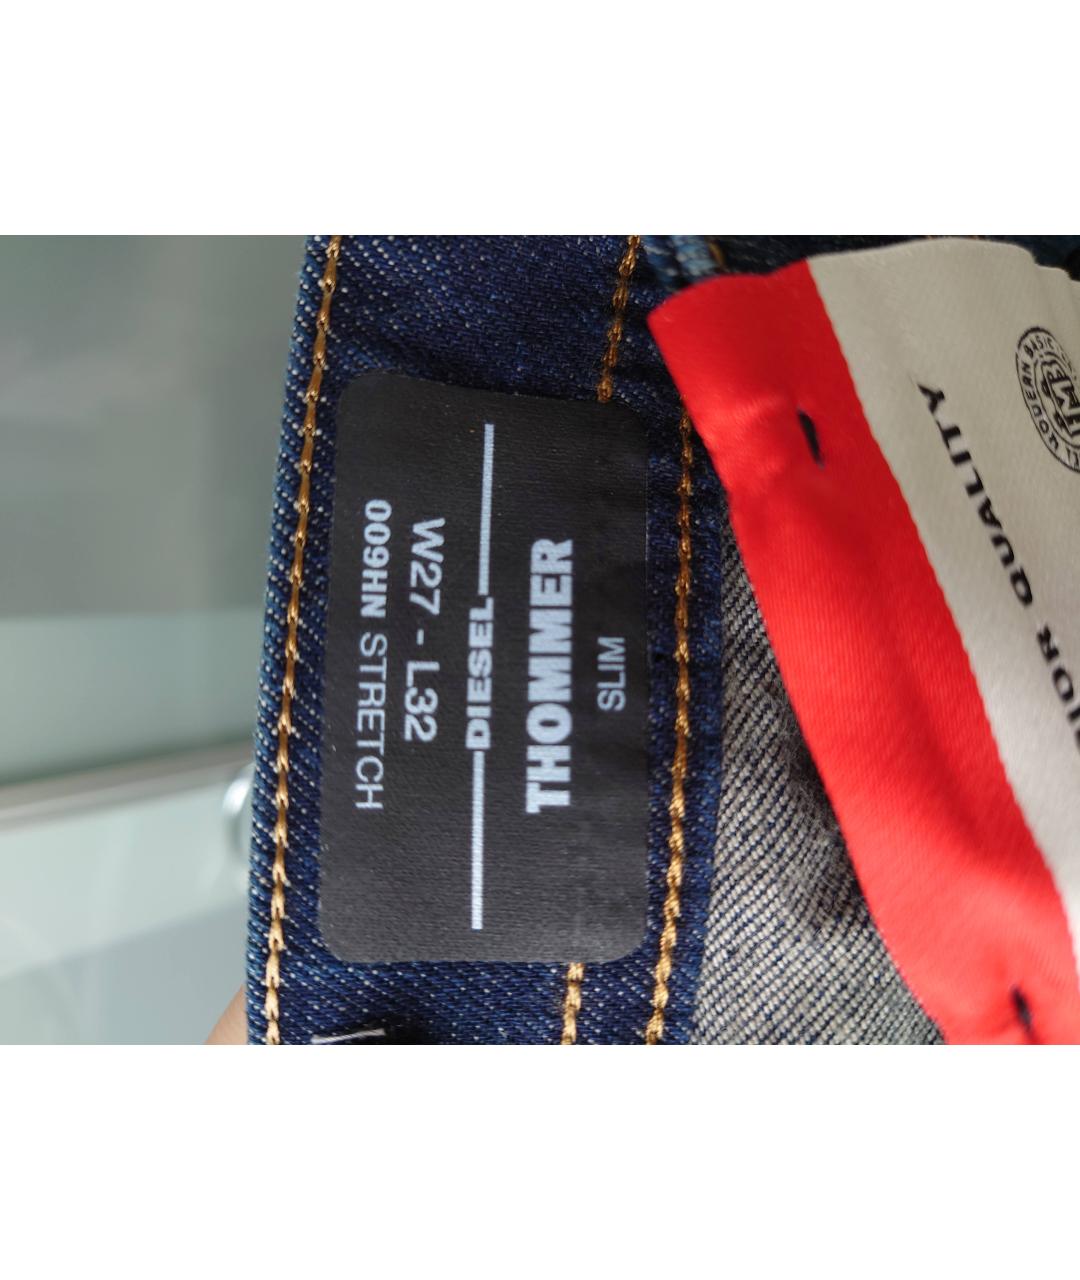 DIESEL
THOMMER
SLIM
W27 - L32
009HN STRETCH
QUALITY